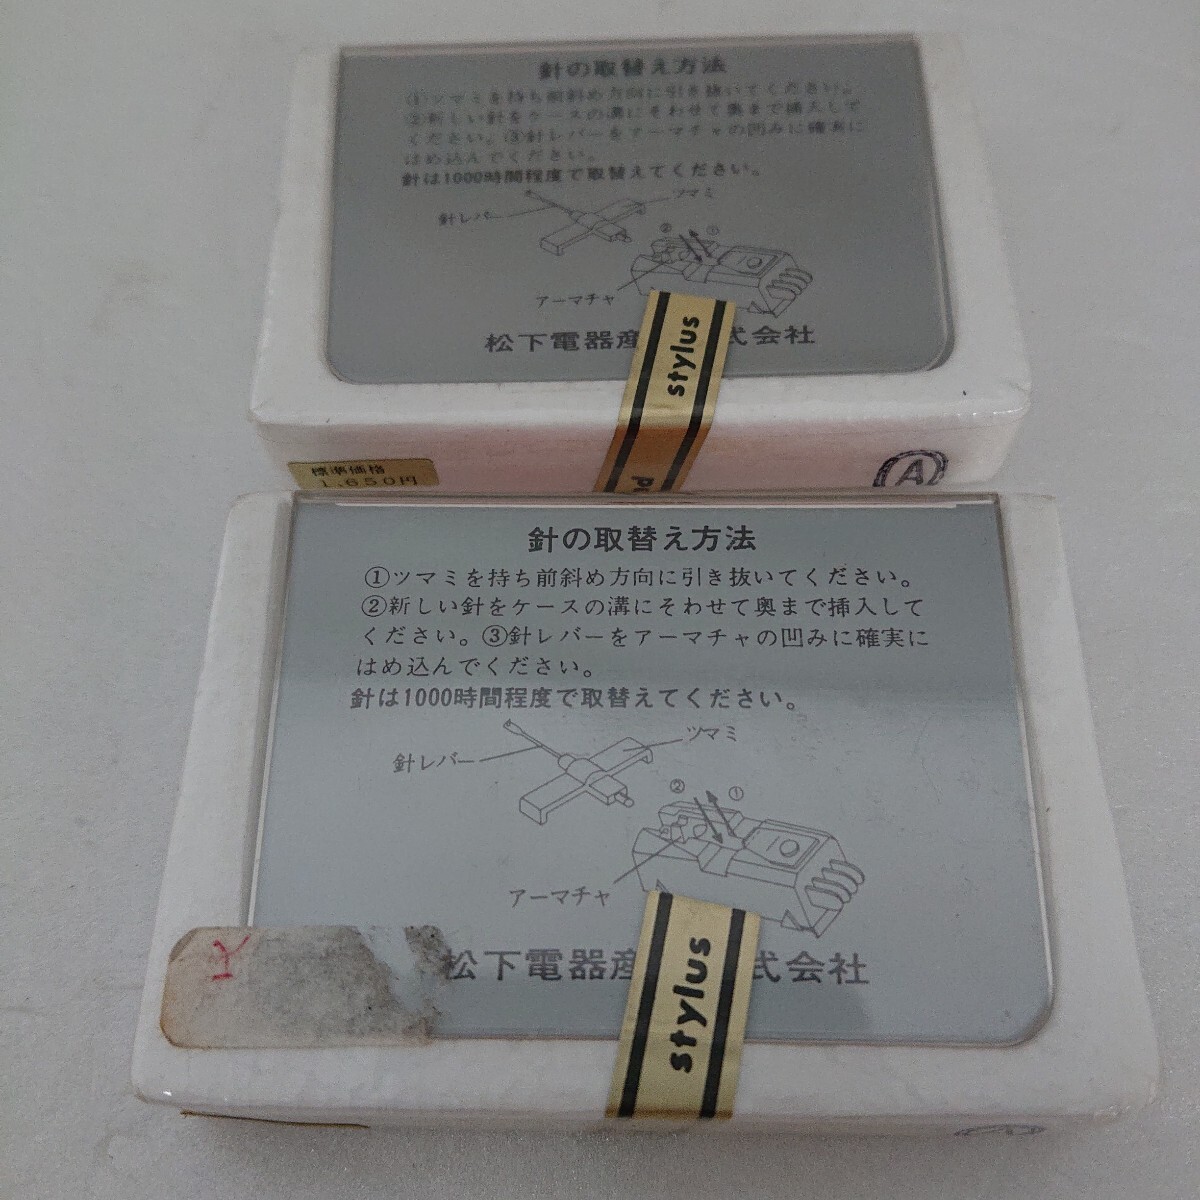 針の取替え方法
①ツマミを持ち前斜め方向に引き抜いてください。
②新しい針をケースの溝にそわせて奥まで挿入して
ください。③針レバーをアーマチャの凹みに確実に
はめ込んでください。
針は1000時間程度で取替えてください。
ツマミ
針レバー
② ①
アーマチャ
松下電器産 式会社
stylus
標準価格
1,650円
A
針の取替え方法
①ツマミを持ち前斜め方向に引き抜いてください。
②新しい針をケースの溝にそわせて奥まで挿入して
ください。③針レバーをアーマチャの凹みに確実に
はめ込んでください。
針は1000時間程度で取替えてください。
ツマミ
針レバー
② ①
アーマチャ
松下電器産 式会社
stylus